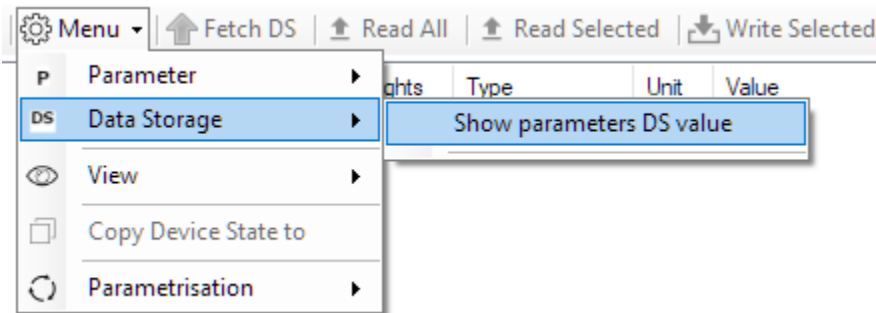 Menu Fetch DS Read All Read Selected Write Selected
P Parameter ghts Type Unit Value
DS Data Storage Show parameters DS value
View
Copy Device State to
Parametrisation